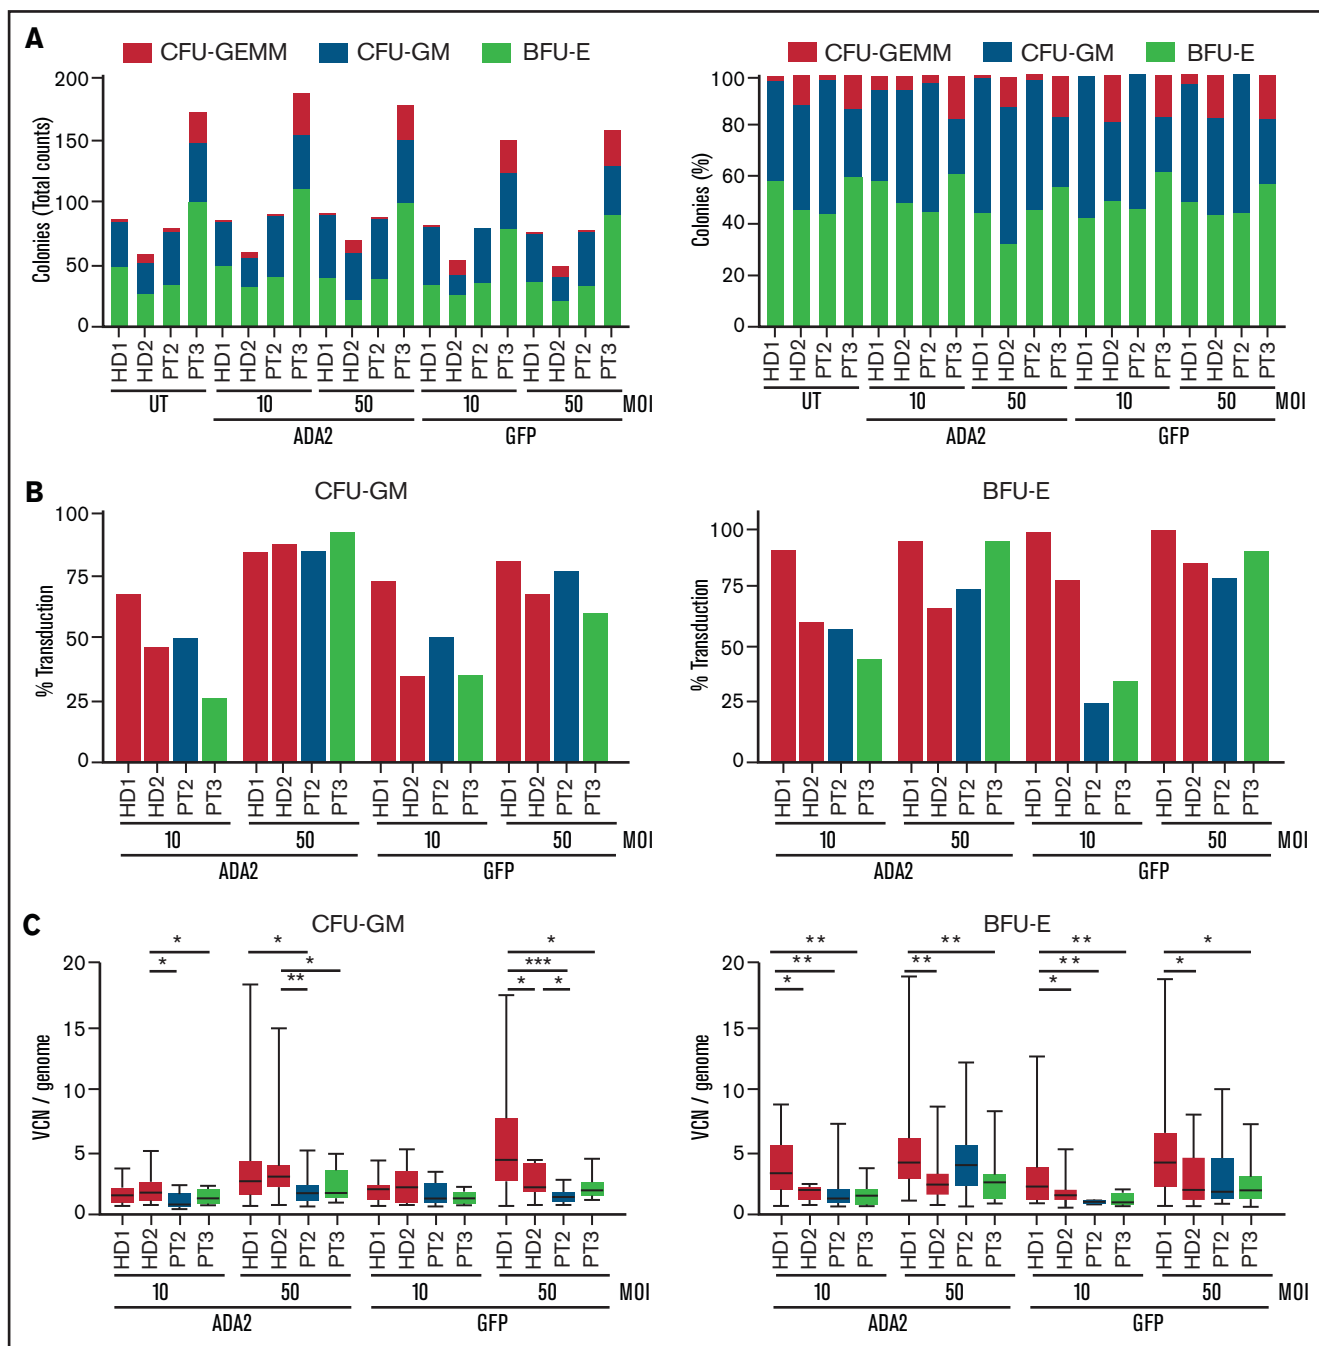 A
CFU-GEMM CFU-GM BFU-E
CFU-GEMM CFU-GM BFU-E
Colonies (Total counts)
200
150
100
50
0
HD1 HD2 PT2 PT3 HD1 HD2 PT2 PT3 HD1 HD2 PT2 PT3 HD1 HD2 PT2 PT3 HD1 HD2 PT2 PT3
UT 10 50 10 50 MOI
ADA2 GFP
Colonies (%)
100
80
60
40
20
0
HD1 HD2 PT2 PT3 HD1 HD2 PT2 PT3 HD1 HD2 PT2 PT3 HD1 HD2 PT2 PT3 HD1 HD2 PT2 PT3
UT 10 50 10 50 MOI
ADA2 GFP
B
CFU-GM
% Transduction
100
75
50
25
0
HD1 HD2 PT2 PT3 HD1 HD2 PT2 PT3 HD1 HD2 PT2 PT3 HD1 HD2 PT2 PT3
10 50 10 50 MOI
ADA2 GFP
BFU-E
% Transduction
100
75
50
25
0
HD1 HD2 PT2 PT3 HD1 HD2 PT2 PT3 HD1 HD2 PT2 PT3 HD1 HD2 PT2 PT3
10 50 10 50 MOI
ADA2 GFP
C
CFU-GM
VCN / genome
20
15
10
5
0
* * *
* * *** 
** * *
HD1 HD2 PT2 PT3 HD1 HD2 PT2 PT3 HD1 HD2 PT2 PT3 HD1 HD2 PT2 PT3
10 50 10 50 MOI
ADA2 GFP
BFU-E
VCN / genome
20
15
10
5
0
** ** ** *
** ** ** *
* *
HD1 HD2 PT2 PT3 HD1 HD2 PT2 PT3 HD1 HD2 PT2 PT3 HD1 HD2 PT2 PT3
10 50 10 50 MOI
ADA2 GFP